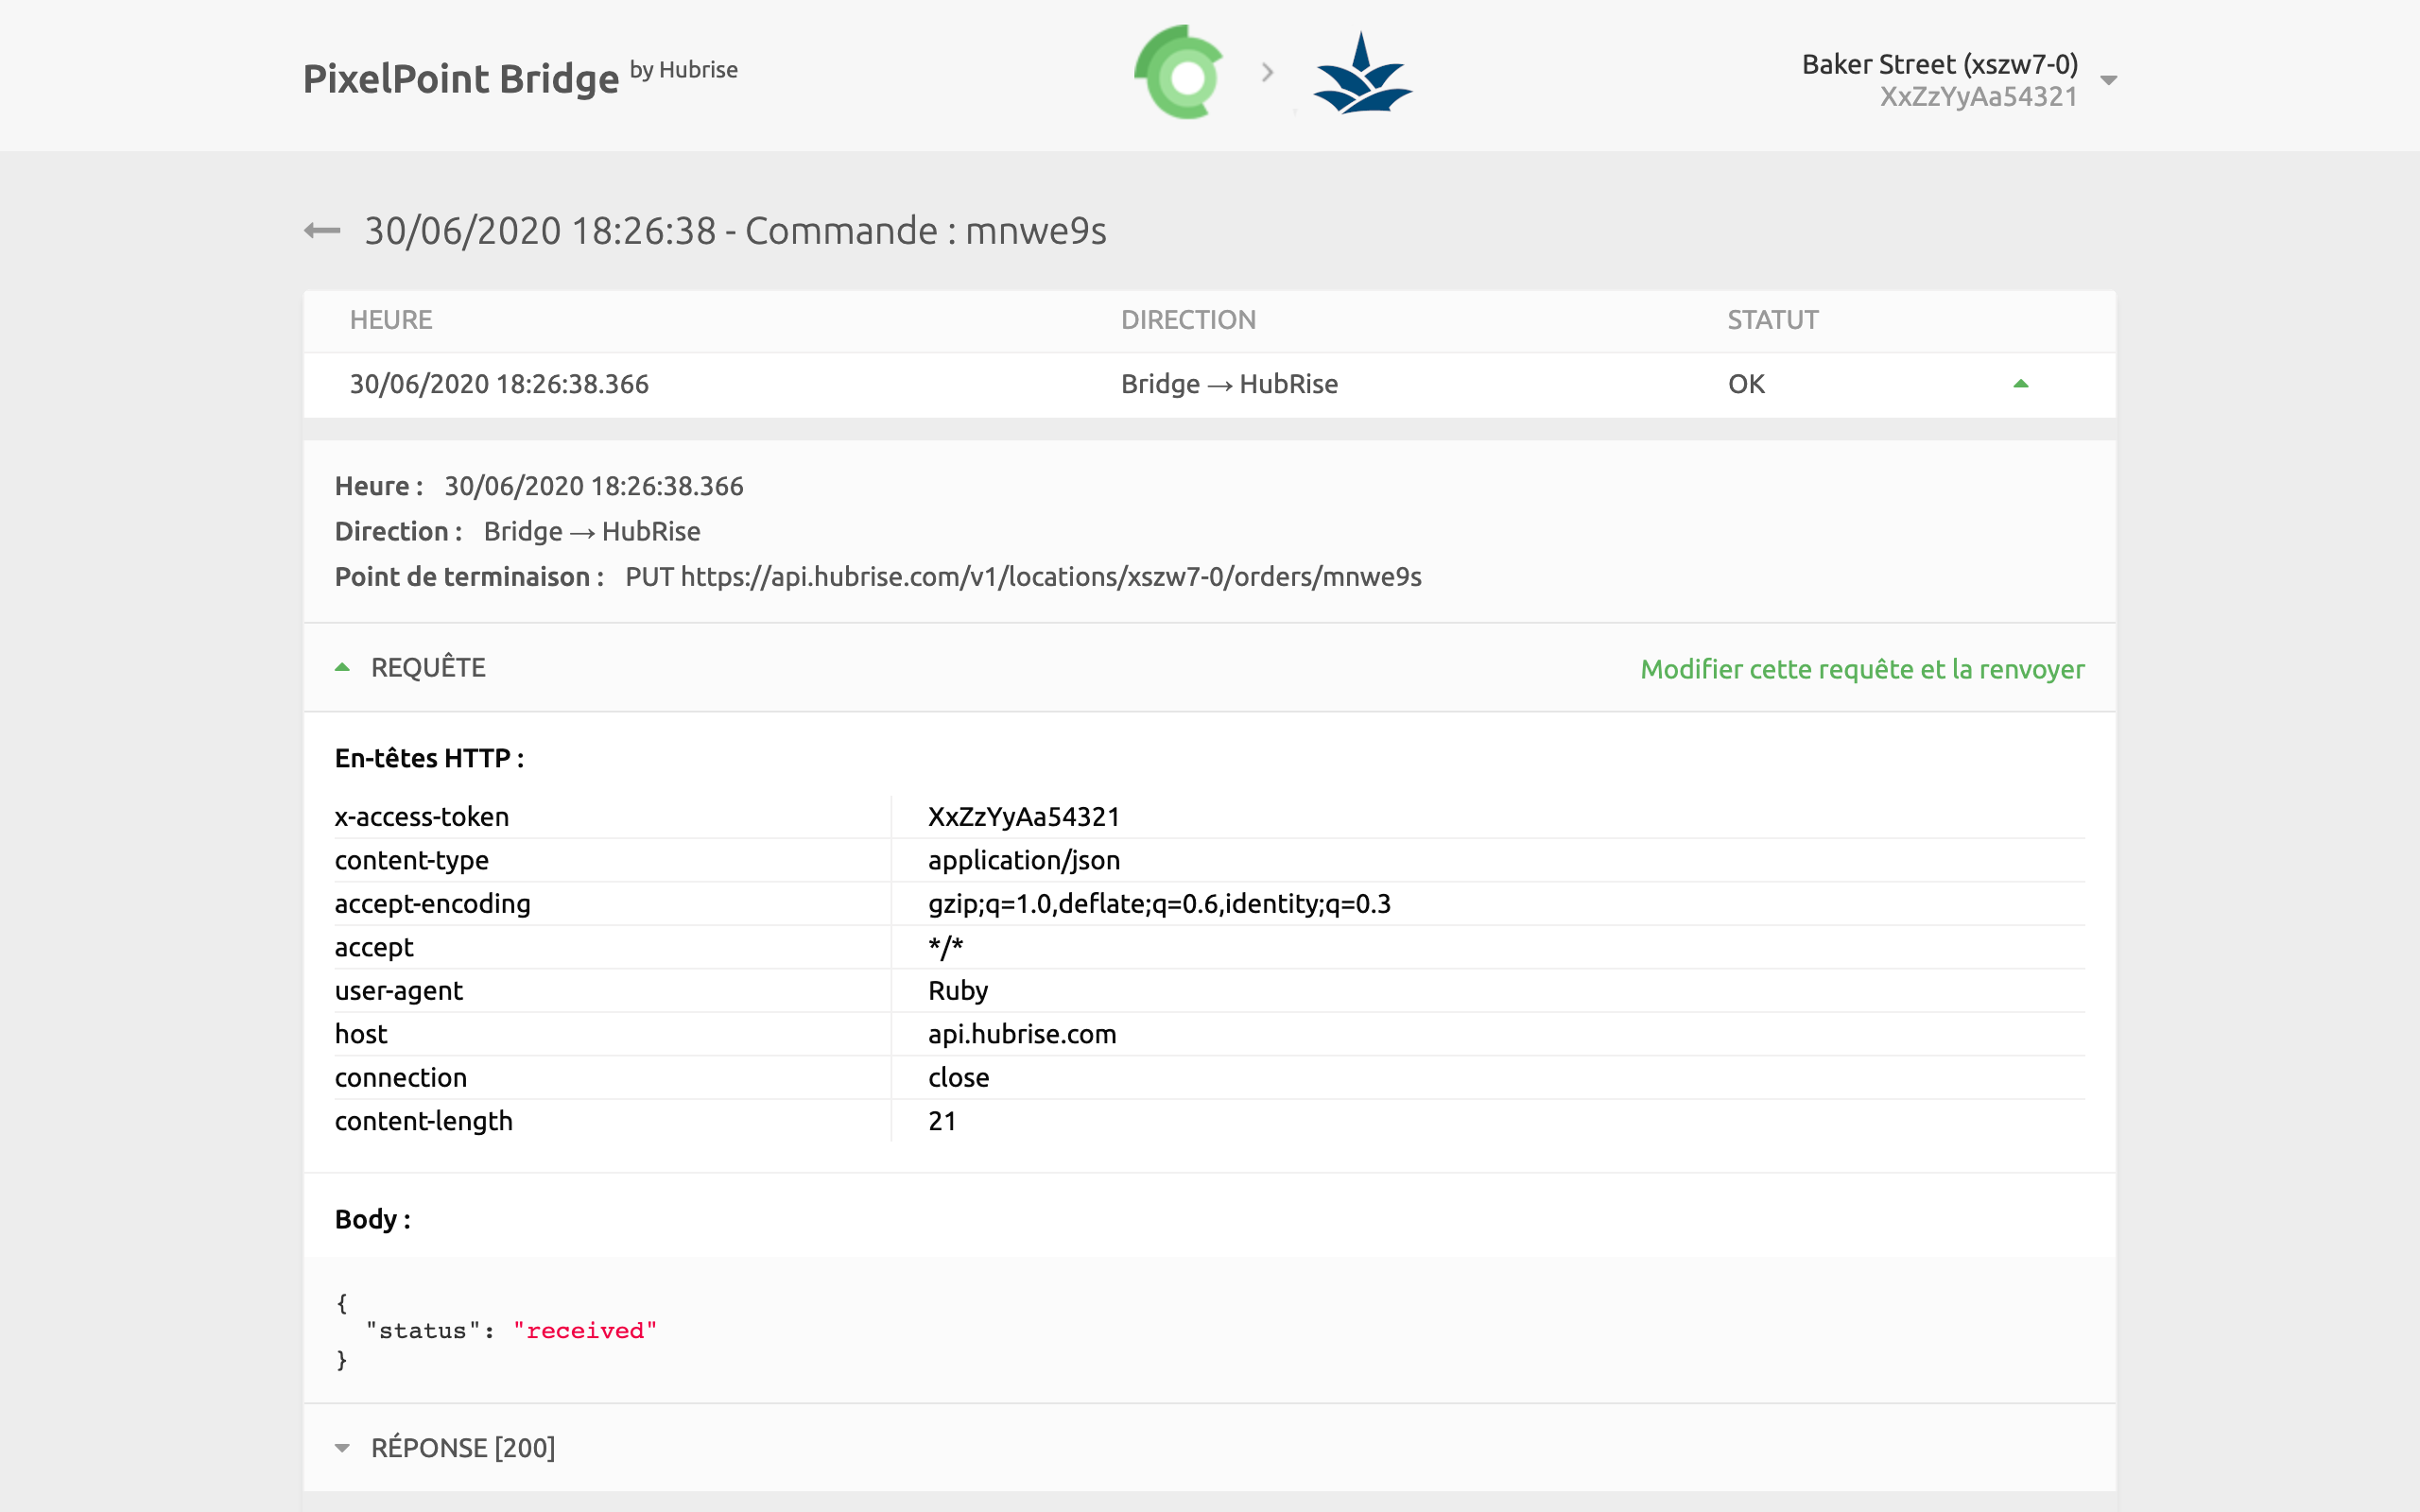 PixelPoint Bridge by Hubrise
Baker Street (xszw7-0)
XxZzYyAa54321
30/06/2020 18:26:38 - Commande : mnwe9s
HEURE DIRECTION STATUT
30/06/2020 18:26:38.366 Bridge → HubRise OK
Heure : 30/06/2020 18:26:38.366
Direction : Bridge → HubRise
Point de terminaison : PUT https://api.hubrise.com/v1/locations/xszw7-0/orders/mnwe9s
REQUÊTE Modifier cette requête et la renvoyer
En-têtes HTTP :
x-access-token XxZzYyAa54321
content-type application/json
accept-encoding gzip;q=1.0,deflate;q=0.6,identity;q=0.3
accept */*
user-agent Ruby
host api.hubrise.com
connection close
content-length 21
Body :
{
"status": "received"
}
RÉPONSE [200]